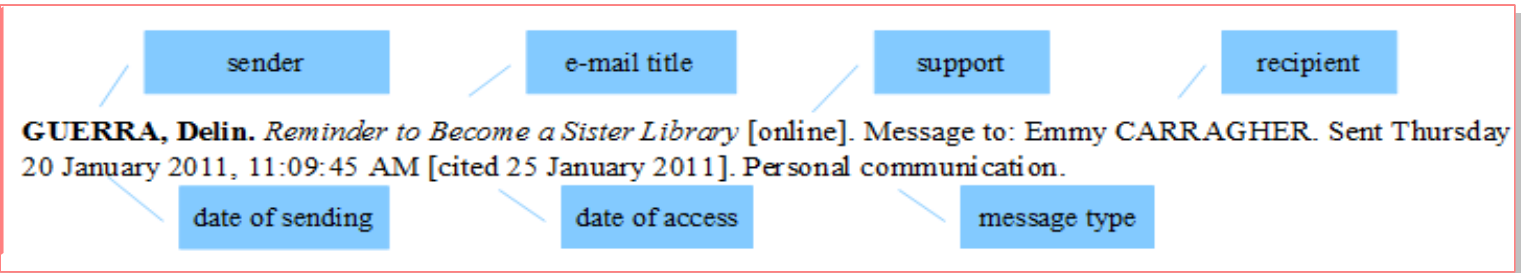 sender e-mail title support recipient
GUERRA, Delin. Reminder to Become a Sister Library [online]. Message to: Emmy CARRAGHER. Sent Thursday
20 January 2011, 11:09:45 AM [cited 25 January 2011]. Personal communication.
date of sending date of access message type